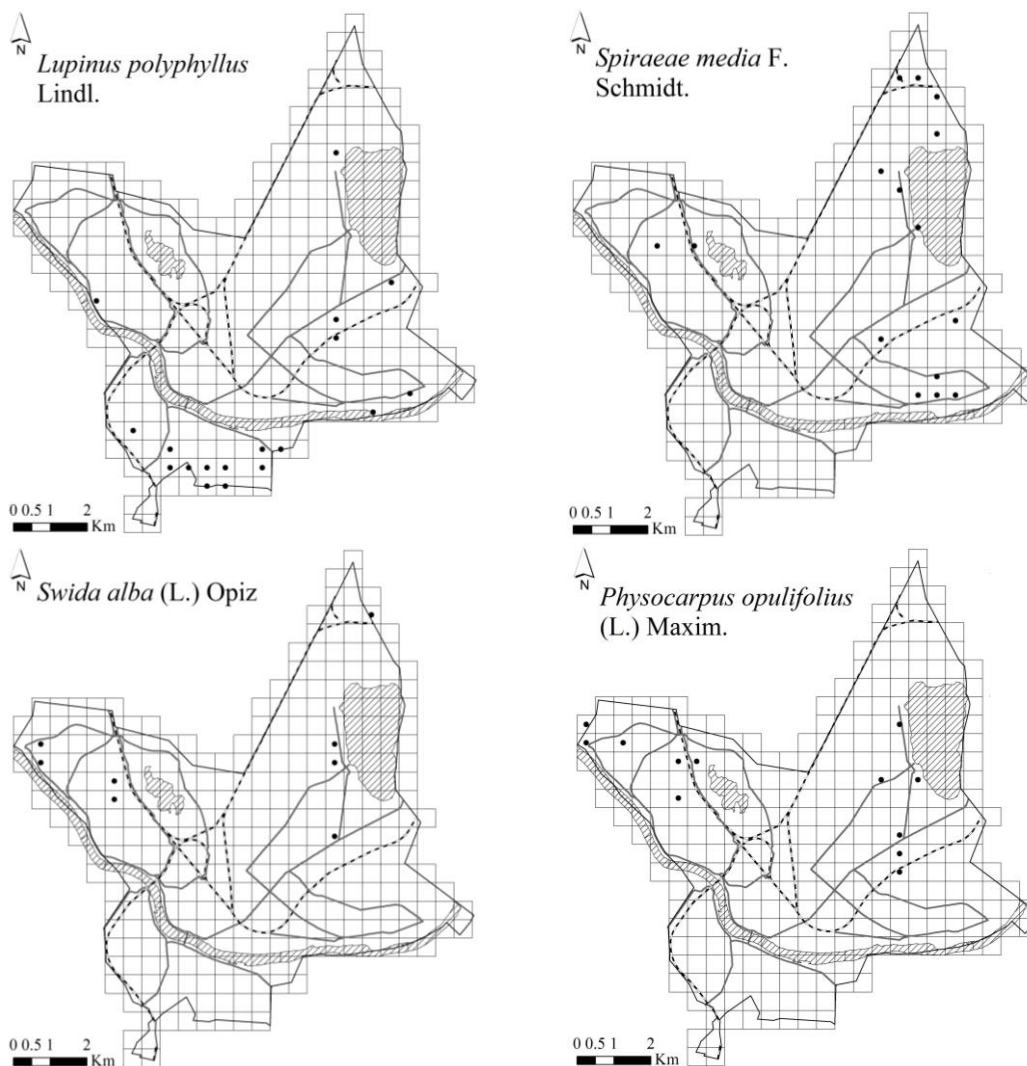 N
Lupinus polyphyllus
Lindl.
0 0.5 1 2
Km
N
Spiraeae media F.
Schmidt.
0 0.5 1 2
Km
N
Swida alba (L.) Opiz
0 0.5 1 2
Km
N
Physocarpus opulifolius
(L.) Maxim.
0 0.5 1 2
Km